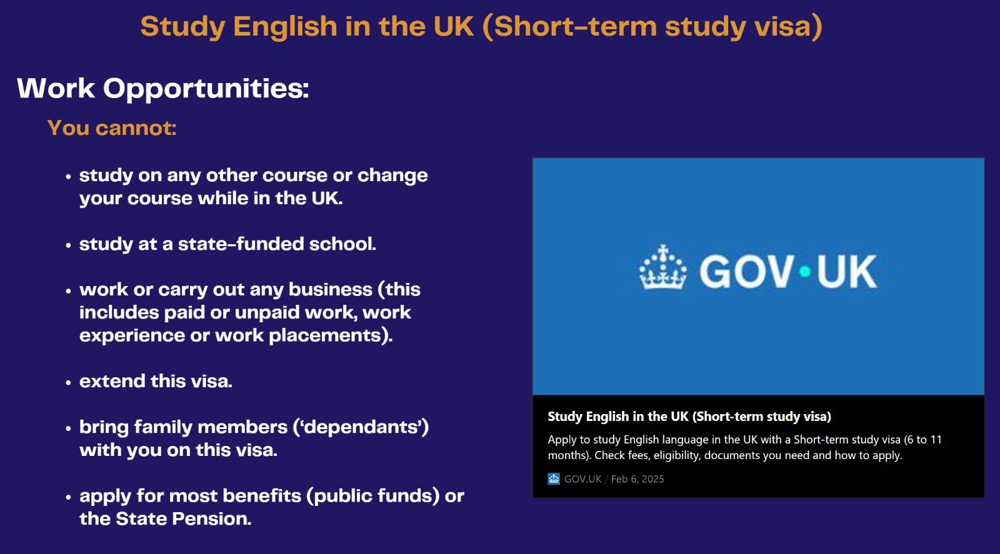 Study English in the UK (Short-term study visa)
Work Opportunities:
You cannot:
• study on any other course or change
your course while in the UK.
• study at a state-funded school.
• work or carry out any business (this
includes paid or unpaid work, work
experience or work placements).
• extend this visa.
• bring family members (‘dependants’)
with you on this visa.
• apply for most benefits (public funds) or
the State Pension.
GOV•UK
Study English in the UK (Short-term study visa)
Apply to study English language in the UK with a Short-term study visa (6 to 11
months). Check fees, eligibility, documents you need and how to apply.
GOV.UK / Feb 6, 2025